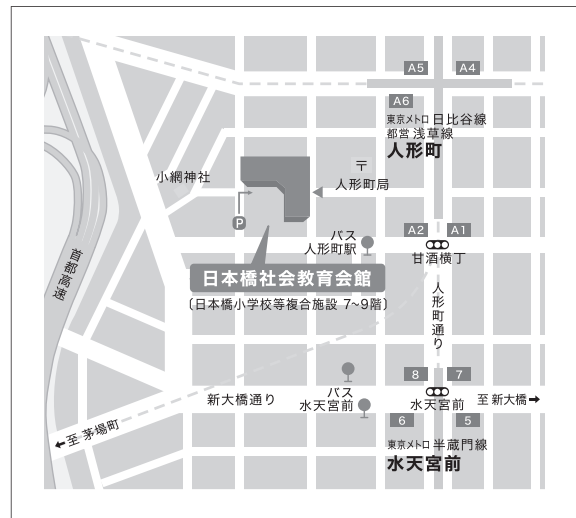 A5
A4
A6
東京メトロ 日比谷線
都営 浅草線
人形町
〒
人形町局
小網神社
P
バス
人形町駅
A2
A1
甘酒横丁
首都高速
日本橋社会教育会館
〔日本橋小学校等複合施設 7~9階〕
人形町通り
8
7
新大橋通り
バス
水天宮前
水天宮前
至 新大橋➡
6
5
⬅至 茅場町
東京メトロ 半蔵門線
水天宮前